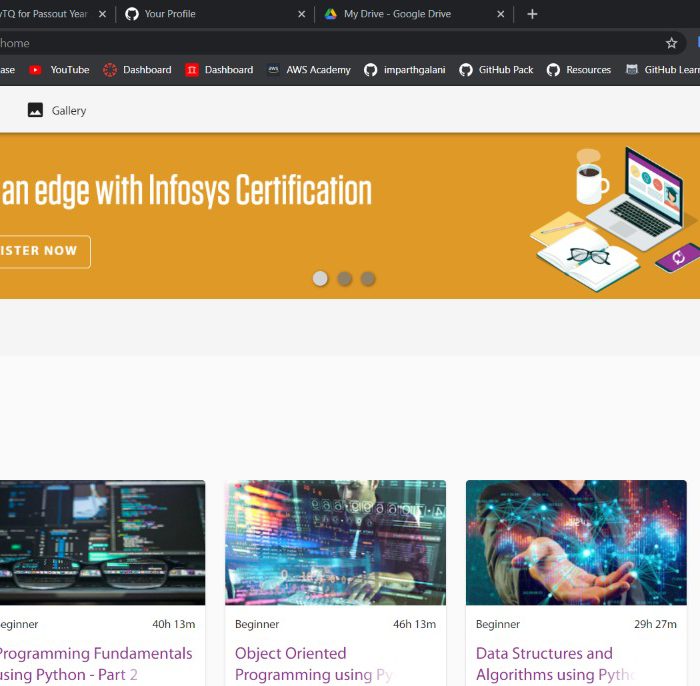 yTQ for Passout Year
Your Profile
My Drive - Google Drive
home
ase YouTube Dashboard Dashboard AWS Academy imparthgalani GitHub Pack Resources GitHub Learn
Gallery
an edge with Infosys Certification
ISTER NOW
eginner 40h 13m
Beginner 46h 13m
Beginner 29h 27m
Programming Fundamentals
using Python - Part 2
Object Oriented
Programming using Py
Data Structures and
Algorithms using Pytho